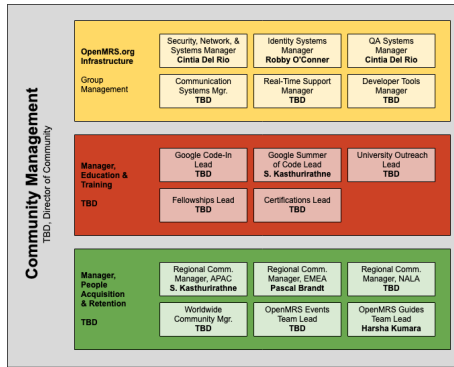 Community Management
TBD, Director of Community
OpenMRS.org
Infrastructure
Group
Management
Security, Network, &
Systems Manager
Cintia Del Rio
Identity Systems
Manager
Robby O'Conner
QA Systems
Manager
Cintia Del Rio
Communication
Systems Mgr.
TBD
Real-Time Support
Manager
TBD
Developer Tools
Manager
TBD
Manager,
Education &
Training
TBD
Google Code-In
Lead
TBD
Google Summer
of Code Lead
S. Kasthurirathne
University Outreach
Lead
TBD
Fellowships Lead
TBD
Certifications Lead
TBD
Manager,
People
Acquisition
& Retention
TBD
Regional Comm.
Manager, APAC
S. Kasthurirathne
Regional Comm.
Manager, EMEA
Pascal Brandt
Regional Comm.
Manager, NALA
TBD
Worldwide
Community Mgr.
TBD
OpenMRS Events
Team Lead
TBD
OpenMRS Guides
Team Lead
Harsha Kumara